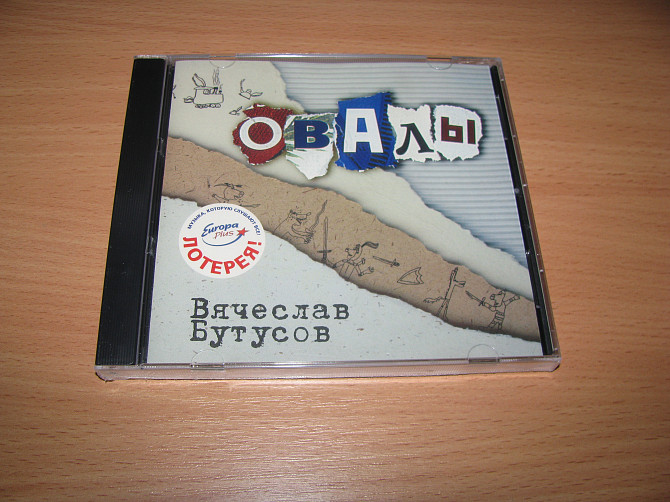 ОВАЛЫ
МУЗЫКА, КОТОРУЮ СЛУШАЮТ ВСЕ!
Europa
plus
ЛОТЕРЕЯ!
Вячеслав
Бутусов